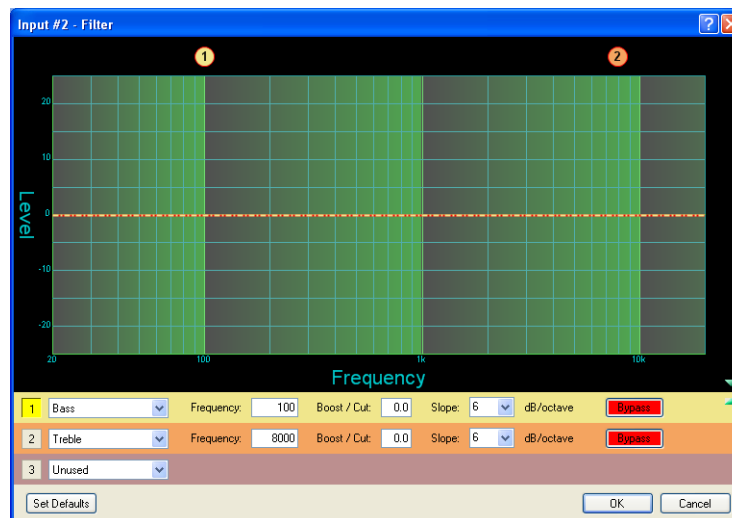 Input #2 - Filter
1
2
20
10
0
-10
-20
Level
20
100
1k
10k
Frequency
1 Bass Frequency: 100 Boost / Cut: 0.0 Slope: 6 dB/octave Bypass
2 Treble Frequency: 8000 Boost / Cut: 0.0 Slope: 6 dB/octave Bypass
3 Unused
Set Defaults OK Cancel